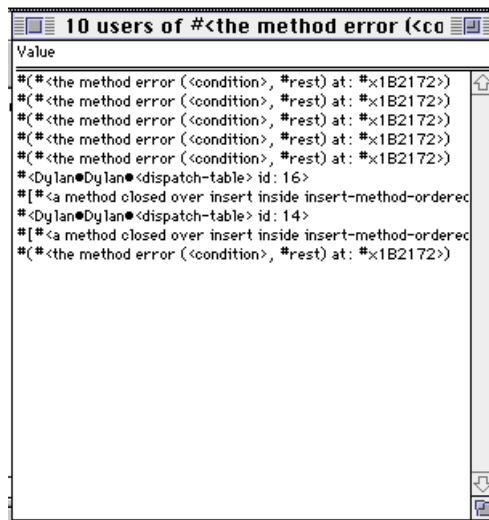 10 users of #<the method error (<co
Value
#(#<the method error (<condition>, #rest) at: #x1B2172>)
#(#<the method error (<condition>, #rest) at: #x1B2172>)
#(#<the method error (<condition>, #rest) at: #x1B2172>)
#(#<the method error (<condition>, #rest) at: #x1B2172>)
#(#<the method error (<condition>, #rest) at: #x1B2172>)
#<Dylan●Dylan●<dispatch-table> id: 16>
#[#<a method closed over insert inside insert-method-ordered
#<Dylan●Dylan●<dispatch-table> id: 14>
#[#<a method closed over insert inside insert-method-ordered
#(#<the method error (<condition>, #rest) at: #x1B2172>)